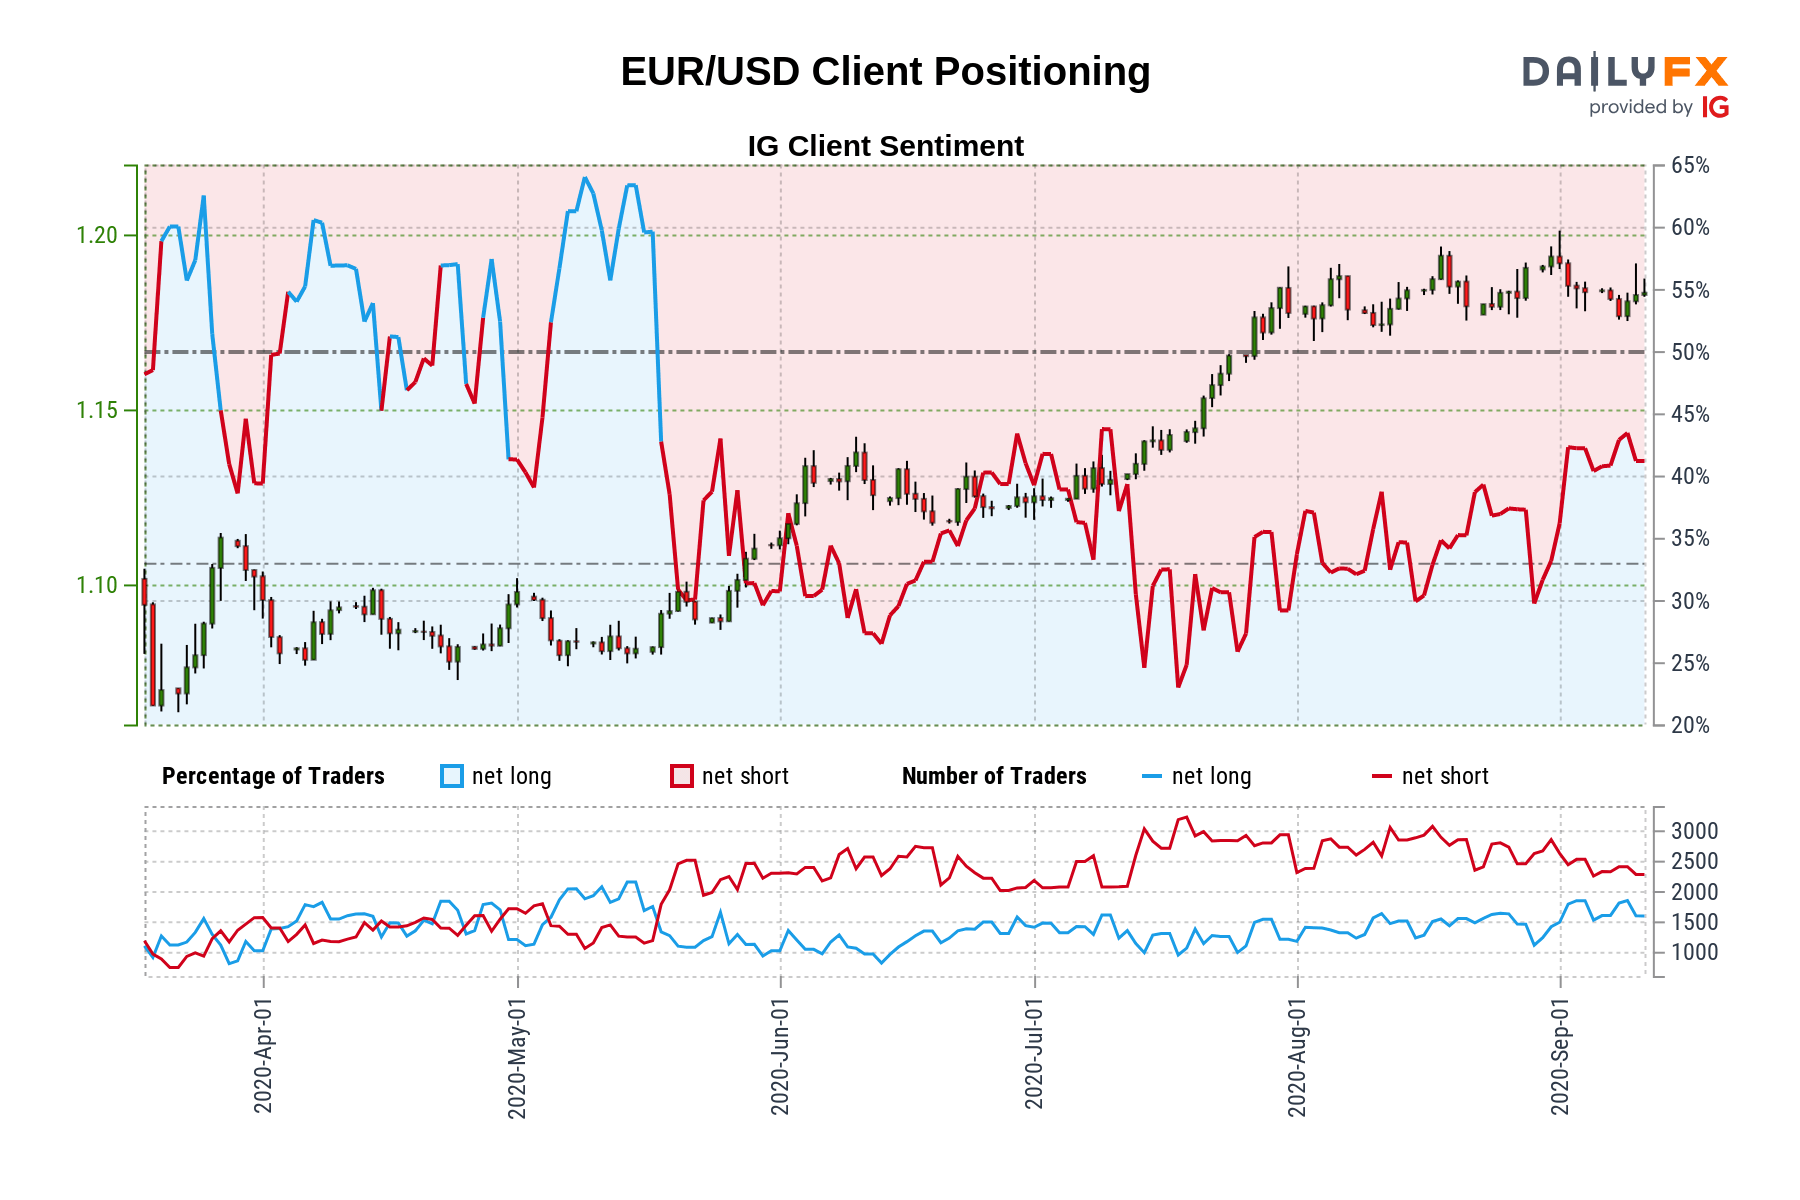 EUR/USD Client Positioning
DAILYFX
provided by IG
IG Client Sentiment
1.20
1.15
1.10
65%
60%
55%
50%
45%
40%
35%
30%
25%
20%
Percentage of Traders net long net short Number of Traders net long net short
3000
2500
2000
1500
1000
2020-Apr-01
2020-May-01
2020-Jun-01
2020-Jul-01
2020-Aug-01
2020-Sep-01